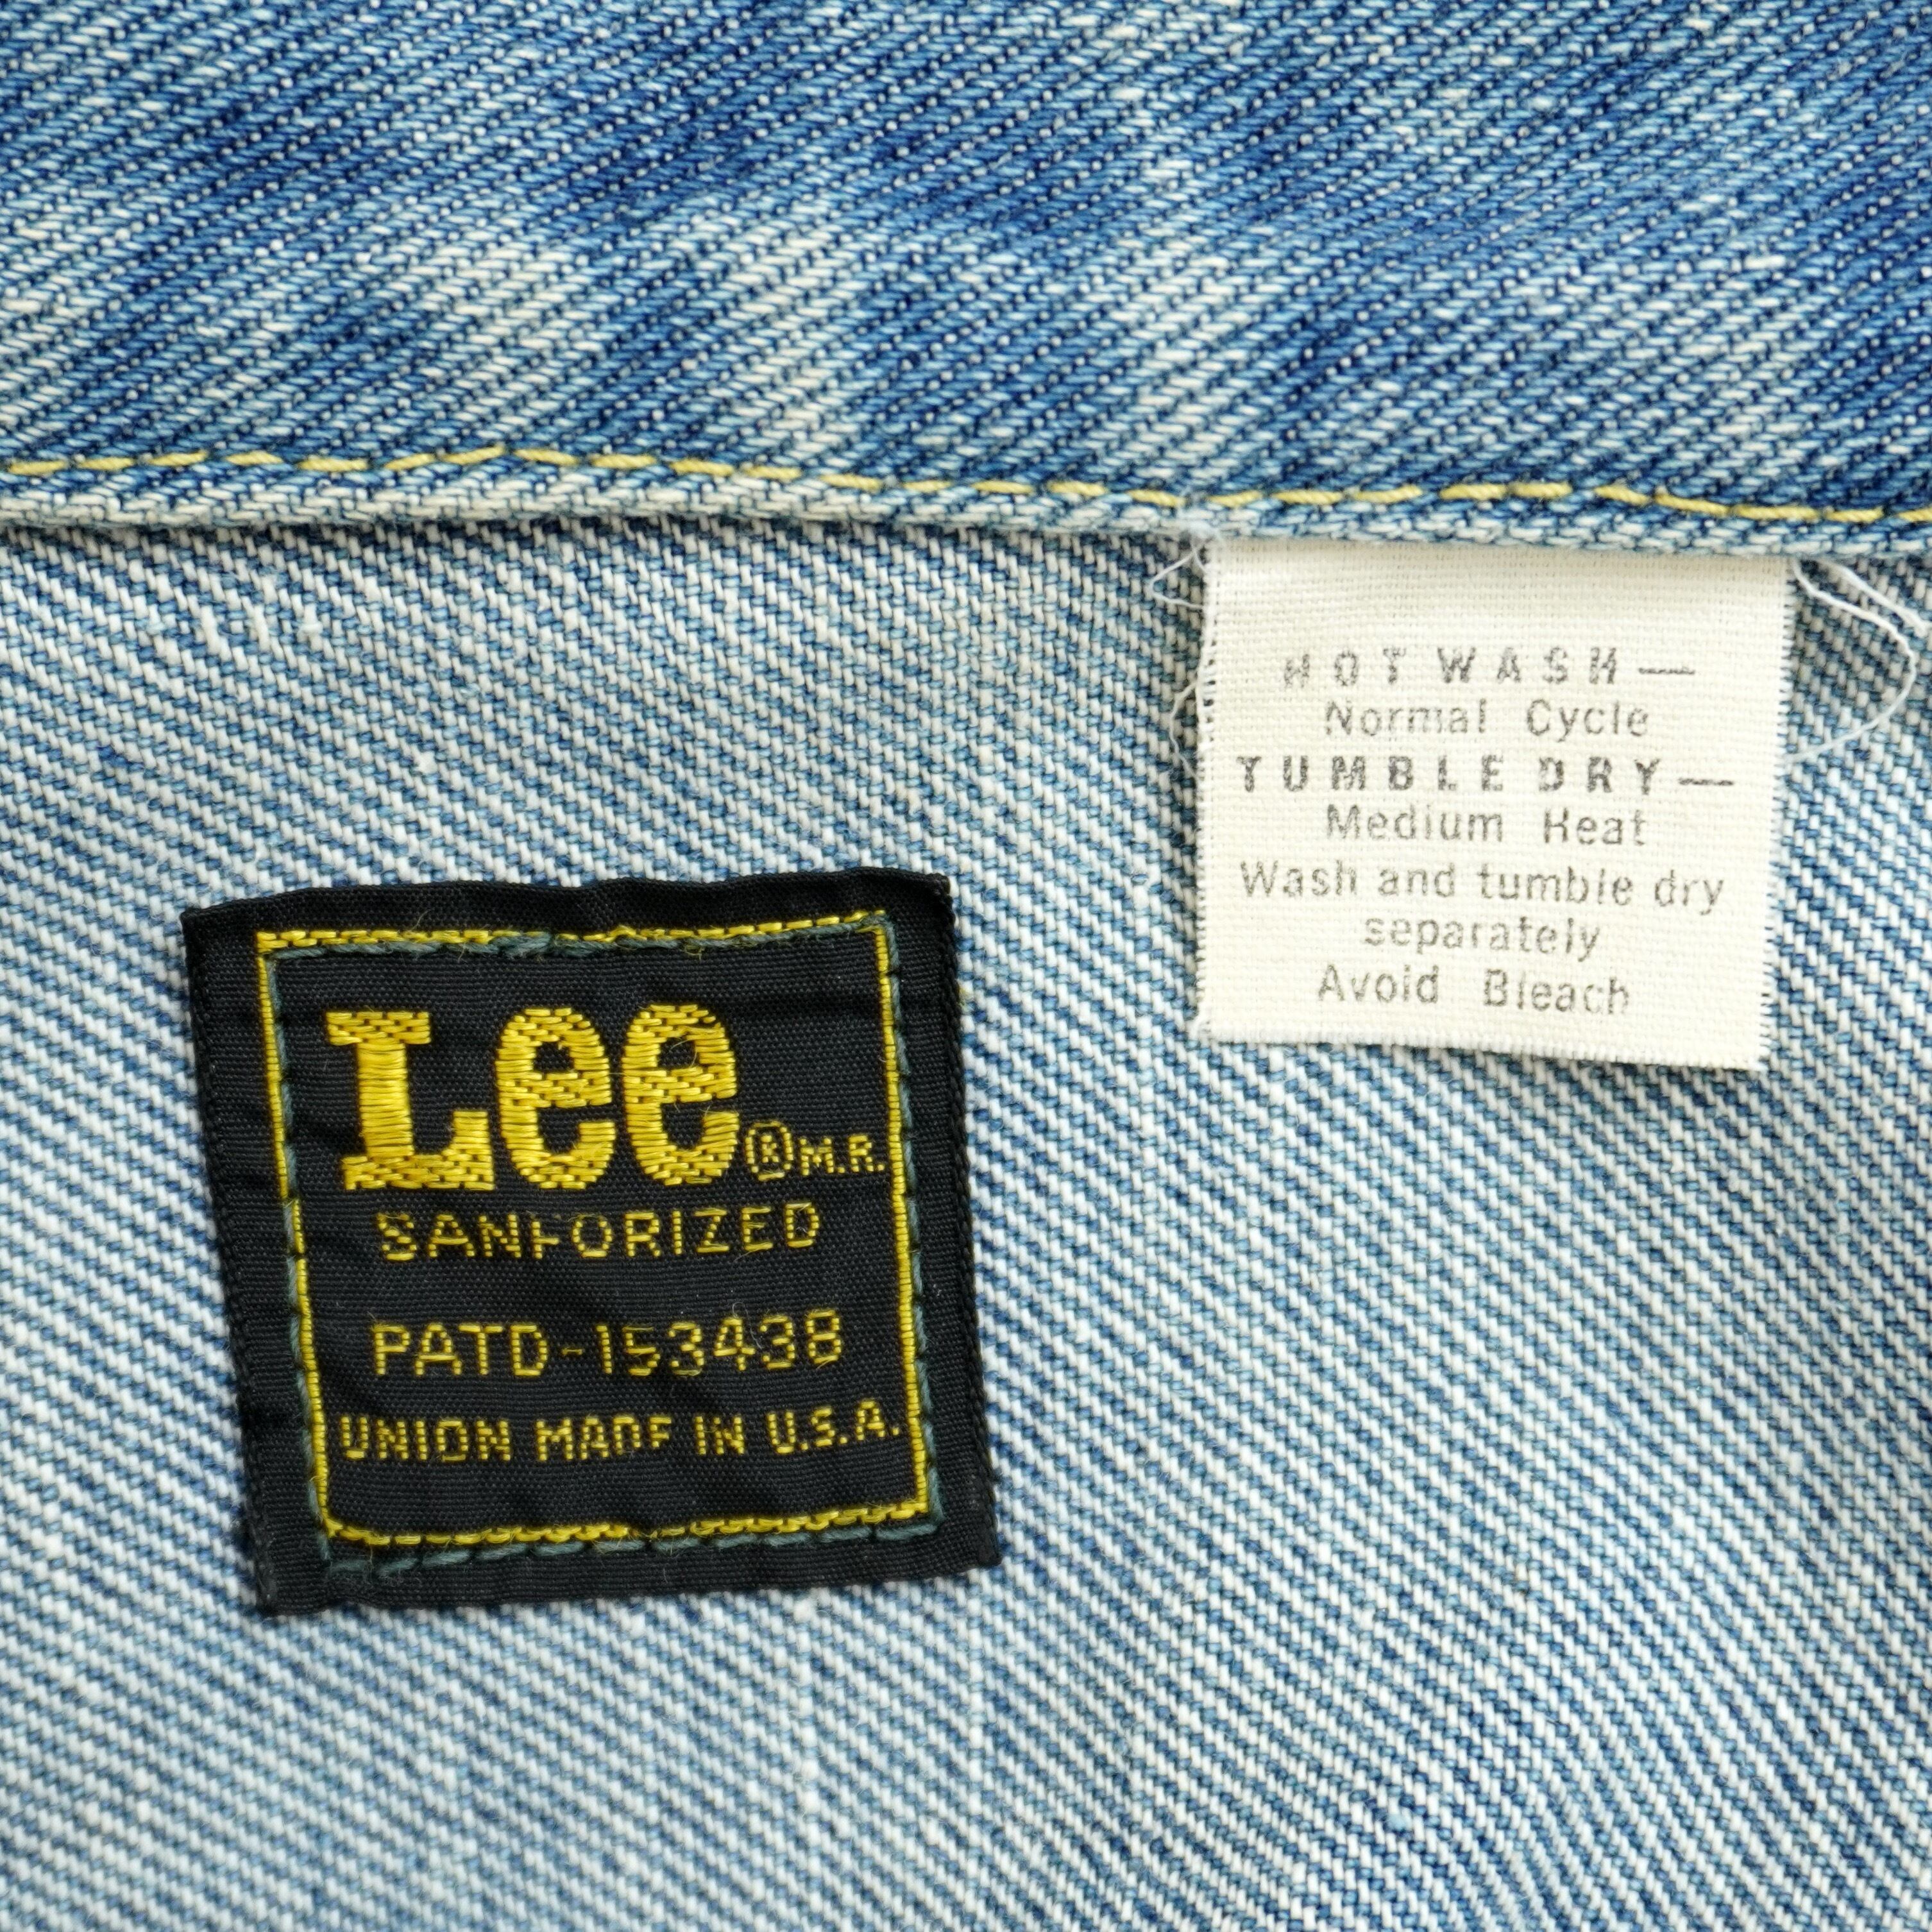 HOT WASH—
Normal Cycle
TUMBLE DRY—
Medium Heat
Wash and tumble dry
separately
Avoid Bleach
Lee® M.R.
SANFORIZED
PATD-153438
UNION MADE IN U.S.A.